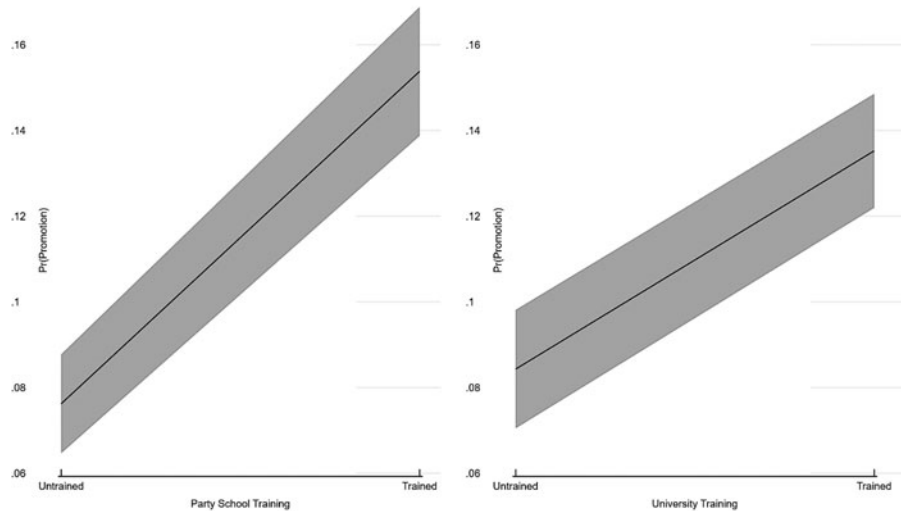 .16
.14
.12
.1
.08
.06
Pr(Promotion)
Untrained
Trained
Party School Training
.16
.14
.12
.1
.08
.06
Pr(Promotion)
Untrained
Trained
University Training